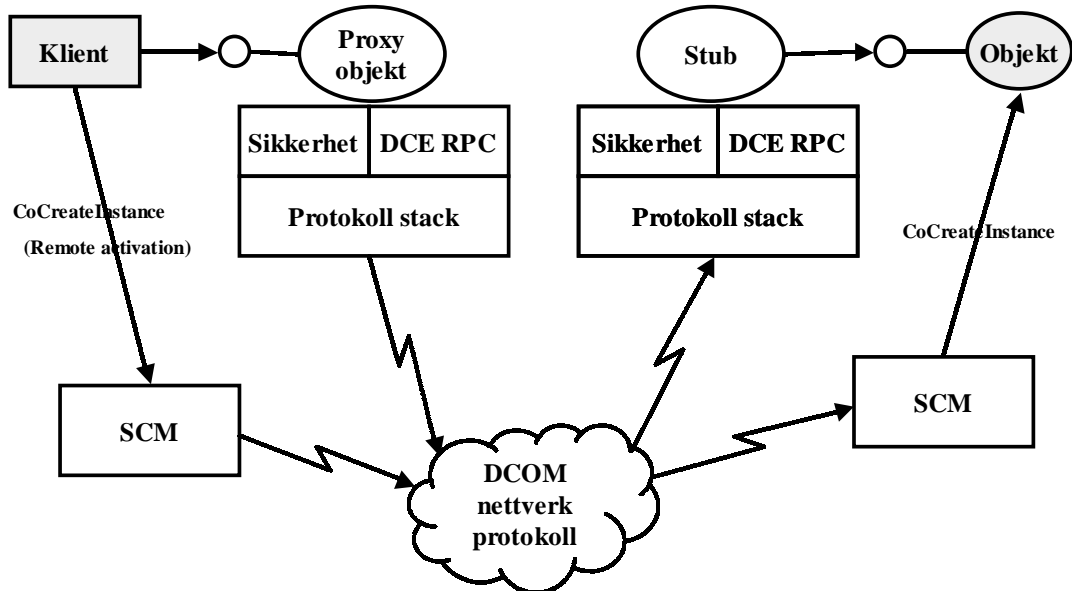 Klient
Proxy
objekt
Stub
Objekt
Sikkerhet
DCE RPC
Sikkerhet
DCE RPC
Protokoll stack
Protokoll stack
CoCreateInstance
(Remote activation)
CoCreateInstance
SCM
SCM
DCOM
nettverk
protokoll